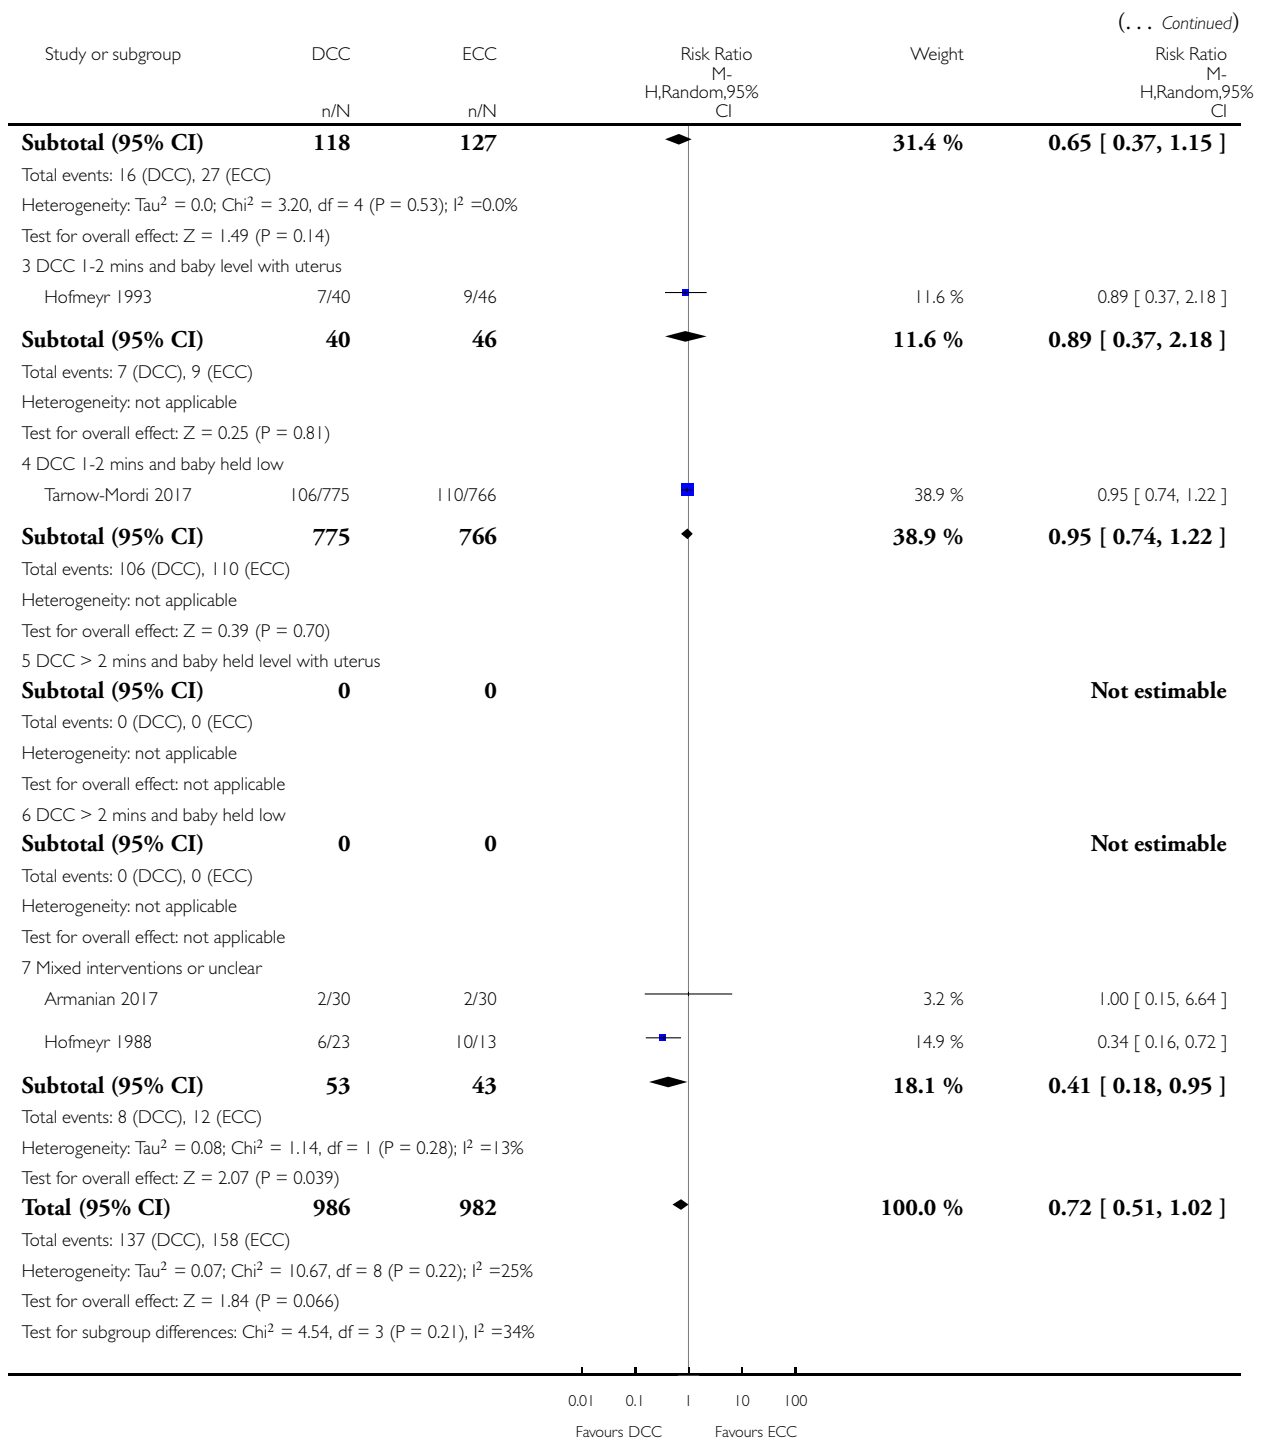 (... Continued)
Study or subgroup DCC ECC Risk Ratio Weight Risk Ratio
M- M-
H,Random,95% H,Random,95%
n/N n/N CI CI
Subtotal (95% CI) 118 127 31.4 % 0.65 [ 0.37, 1.15 ]
Total events: 16 (DCC), 27 (ECC)
Heterogeneity: Tau² = 0.0; Chi² = 3.20, df = 4 (P = 0.53); I² =0.0%
Test for overall effect: Z = 1.49 (P = 0.14)
3 DCC 1-2 mins and baby level with uterus
Hofmeyr 1993 7/40 9/46 11.6 % 0.89 [ 0.37, 2.18 ]
Subtotal (95% CI) 40 46 11.6 % 0.89 [ 0.37, 2.18 ]
Total events: 7 (DCC), 9 (ECC)
Heterogeneity: not applicable
Test for overall effect: Z = 0.25 (P = 0.81)
4 DCC 1-2 mins and baby held low
Tarnow-Mordi 2017 106/775 110/766 38.9 % 0.95 [ 0.74, 1.22 ]
Subtotal (95% CI) 775 766 38.9 % 0.95 [ 0.74, 1.22 ]
Total events: 106 (DCC), 110 (ECC)
Heterogeneity: not applicable
Test for overall effect: Z = 0.39 (P = 0.70)
5 DCC > 2 mins and baby held level with uterus
Subtotal (95% CI) 0 0 Not estimable
Total events: 0 (DCC), 0 (ECC)
Heterogeneity: not applicable
Test for overall effect: not applicable
6 DCC > 2 mins and baby held low
Subtotal (95% CI) 0 0 Not estimable
Total events: 0 (DCC), 0 (ECC)
Heterogeneity: not applicable
Test for overall effect: not applicable
7 Mixed interventions or unclear
Armanian 2017 2/30 2/30 3.2 % 1.00 [ 0.15, 6.64 ]
Hofmeyr 1988 6/23 10/13 14.9 % 0.34 [ 0.16, 0.72 ]
Subtotal (95% CI) 53 43 18.1 % 0.41 [ 0.18, 0.95 ]
Total events: 8 (DCC), 12 (ECC)
Heterogeneity: Tau² = 0.08; Chi² = 1.14, df = 1 (P = 0.28); I² =13%
Test for overall effect: Z = 2.07 (P = 0.039)
Total (95% CI) 986 982 100.0 % 0.72 [ 0.51, 1.02 ]
Total events: 137 (DCC), 158 (ECC)
Heterogeneity: Tau² = 0.07; Chi² = 10.67, df = 8 (P = 0.22); I² =25%
Test for overall effect: Z = 1.84 (P = 0.066)
Test for subgroup differences: Chi² = 4.54, df = 3 (P = 0.21), I² =34%
0.01 0.1 1 10 100
Favours DCC Favours ECC